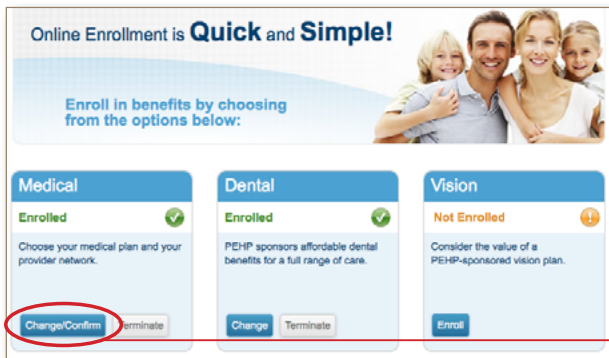 Online Enrollment is Quick and Simple!
Enroll in benefits by choosing
from the options below:
Medical
Enrolled
Choose your medical plan and your
provider network.
Change/Confirm
Terminate
Dental
Enrolled
PEHP sponsors affordable dental
benefits for a full range of care.
Change
Terminate
Vision
Not Enrolled
Consider the value of a
PEHP-sponsored vision plan.
Enroll